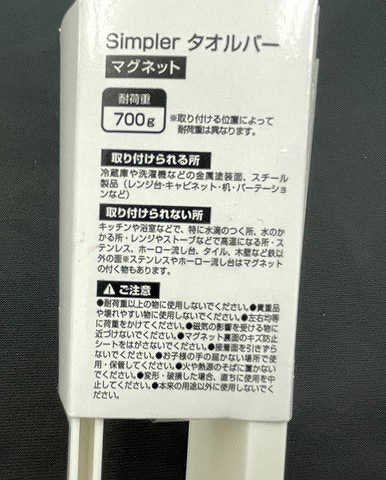 Simpler タオルバー
マグネット
耐荷重
700g
※取り付ける位置によって
耐荷重は異なります。
取り付けられる所
冷蔵庫や洗濯機などの金属塗装面、スチール
製品（レンジ台・キャビネット・机・パーテーショ
ンなど）
取り付けられない所
キッチンや浴室などで、特に水滴のつく所、水のか
かる所・レンジやストーブなどで高温になる所・ス
テンレス、ホーロー流し台、タイル、木壁など鉄以
外の面※ステンレスやホーロー流し台はマグネット
の付く物もあります。
ご注意
●耐荷重以上の物に使用しないでください。●貴重品
や壊れやすい物に使用しないでください。●左右均等
に荷重をかけてください。●磁気の影響を受ける物に
近づけないでください。●マグネット裏面のキズ防止
シートをはがさないでください。●接着面を引きずら
ないでください。●お子様の手の届かない場所で使
用・保管してください。●火や熱源のそばに置かない
でください。●変形・破損した場合、直ちに使用を中
止してください。●本来の用途以外に使用しないでくだ
さい。